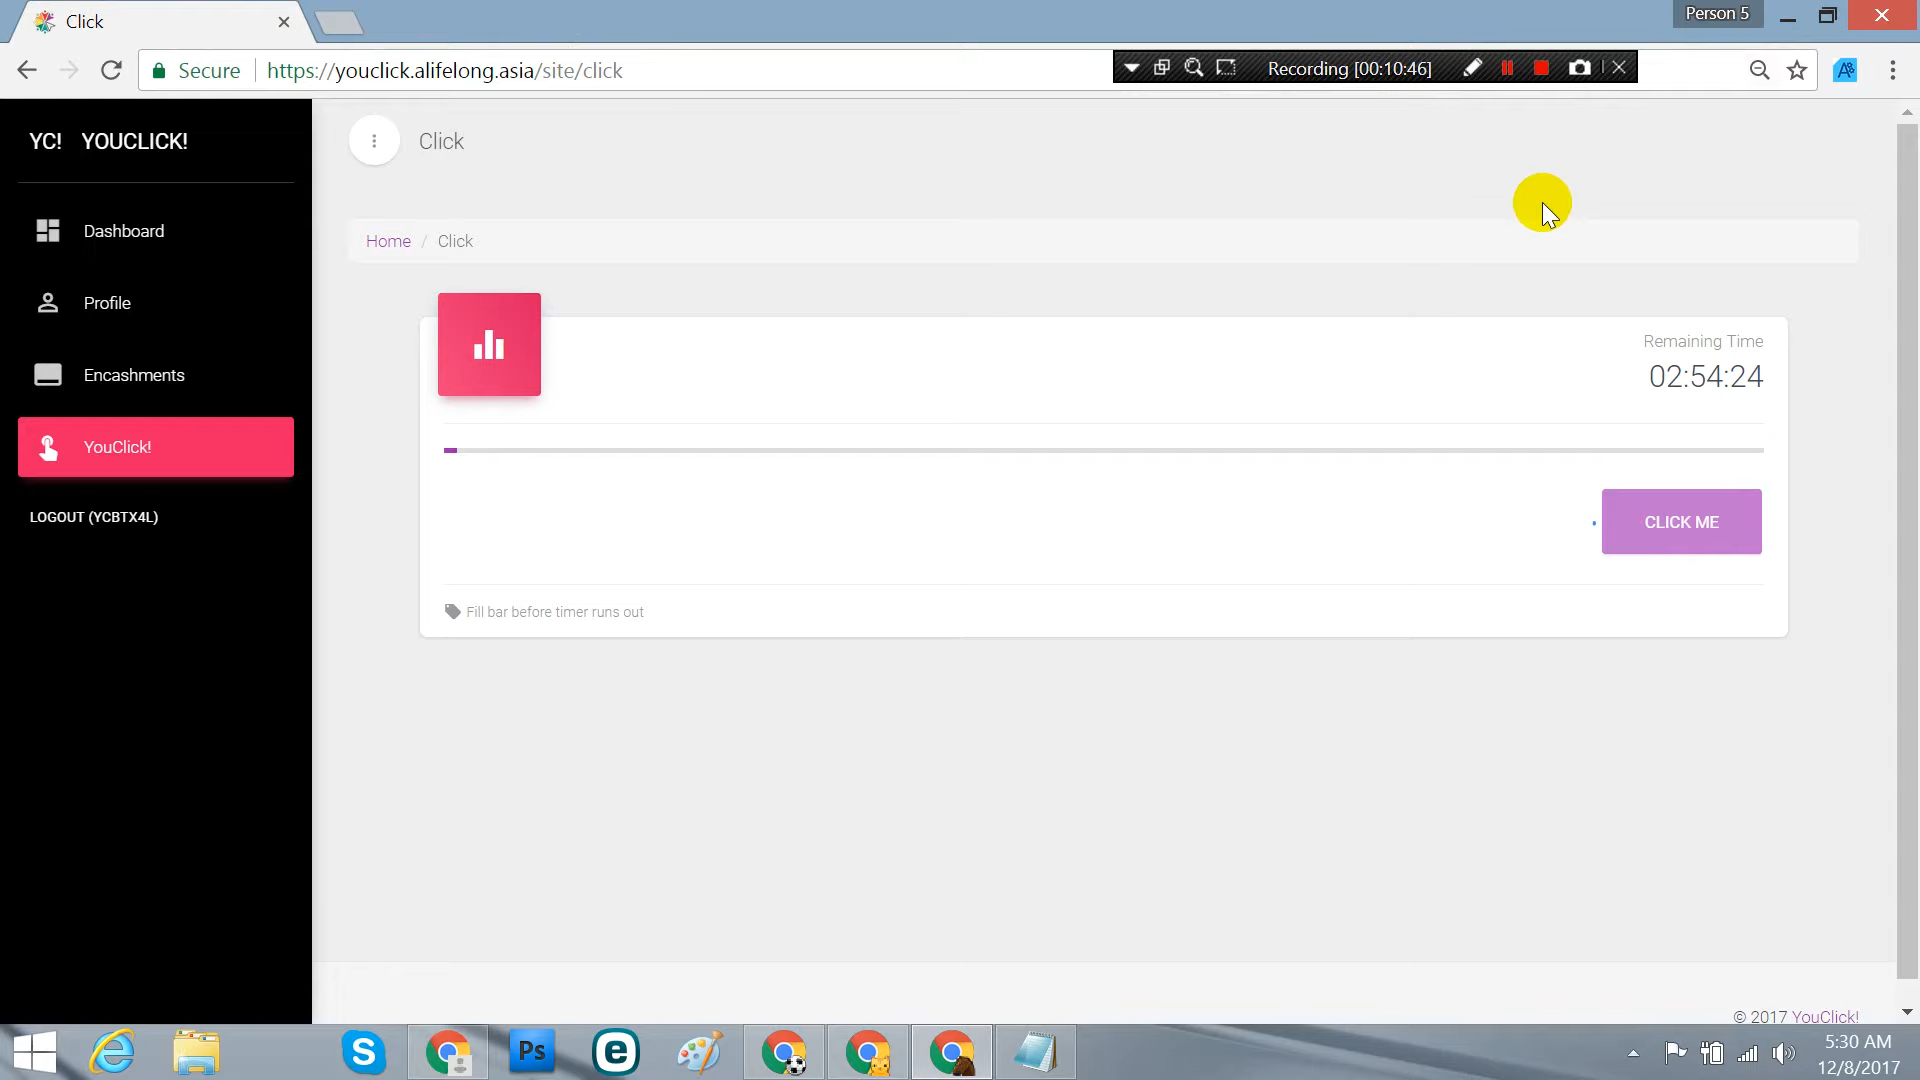 Click
Person 5
Secure
https://youclick.alifelong.asia/site/click
Recording [00:10:46]
YC! YOUCLICK!
Click
Dashboard
Home / Click
Profile
Remaining Time
02:54:24
Encashments
YouClick!
LOGOUT (YCBTX4L)
CLICK ME
Fill bar before timer runs out
© 2017 YouClick!
S
Ps
e
5:30 AM
12/8/2017